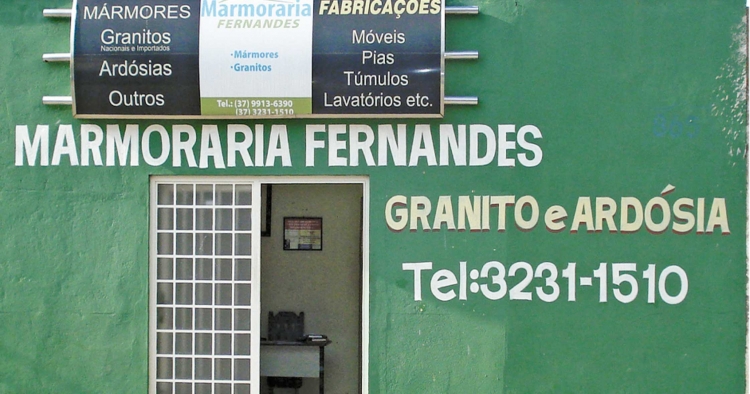 MÁRMORES
Granitos
Nacionais e Importados
Ardósias
Outros
Mármoraria
FERNANDES
•Mármores
•Granitos
Tel.: (37) 9913-6390
(37) 3231-1510
FABRICAÇÕES
Móveis
Pias
Túmulos
Lavatórios etc.
MARMORARIA FERNANDES
GRANITO e ARDÓSIA
Tel:3231-1510